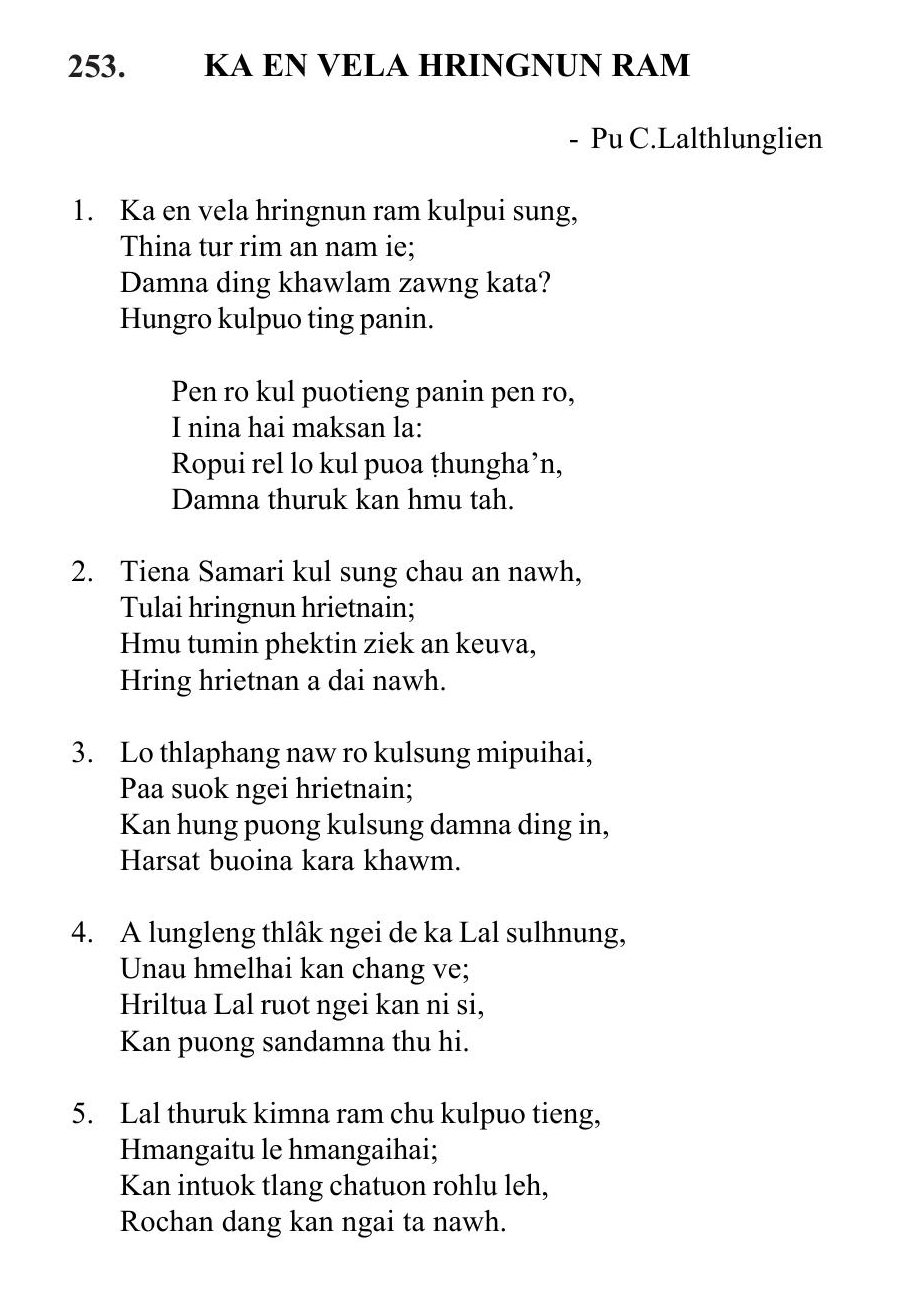 253. KA EN VELA HRINGNUN RAM
- Pu C.Lalthlunglien
1. Ka en vela hringnun ram kulpui sung,
Thina tur rim an nam ie;
Damna ding khawlam zawng kata?
Hungro kulpuo ting panin.
Pen ro kul puotieng panin pen ro,
I nina hai maksan la:
Ropui rel lo kul puoa ṭhungha’n,
Damna thuruk kan hmu tah.
2. Tiena Samari kul sung chau an nawh,
Tulai hringnun hrietnain;
Hmu tumin phektin ziek an keuva,
Hring hrietnan a dai nawh.
3. Lo thlaphang naw ro kulsung mipuihai,
Paa suok ngei hrietnain;
Kan hung puong kulsung damna ding in,
Harsat buoina kara khawm.
4. A lungleng thlâk ngei de ka Lal sulhnung,
Unau hmelhai kan chang ve;
Hriltua Lal ruot ngei kan ni si,
Kan puong sandamna thu hi.
5. Lal thuruk kimna ram chu kulpuo tieng,
Hmangaitu le hmangaihai;
Kan intuok tlang chatuon rohlu leh,
Rochan dang kan ngai ta nawh.